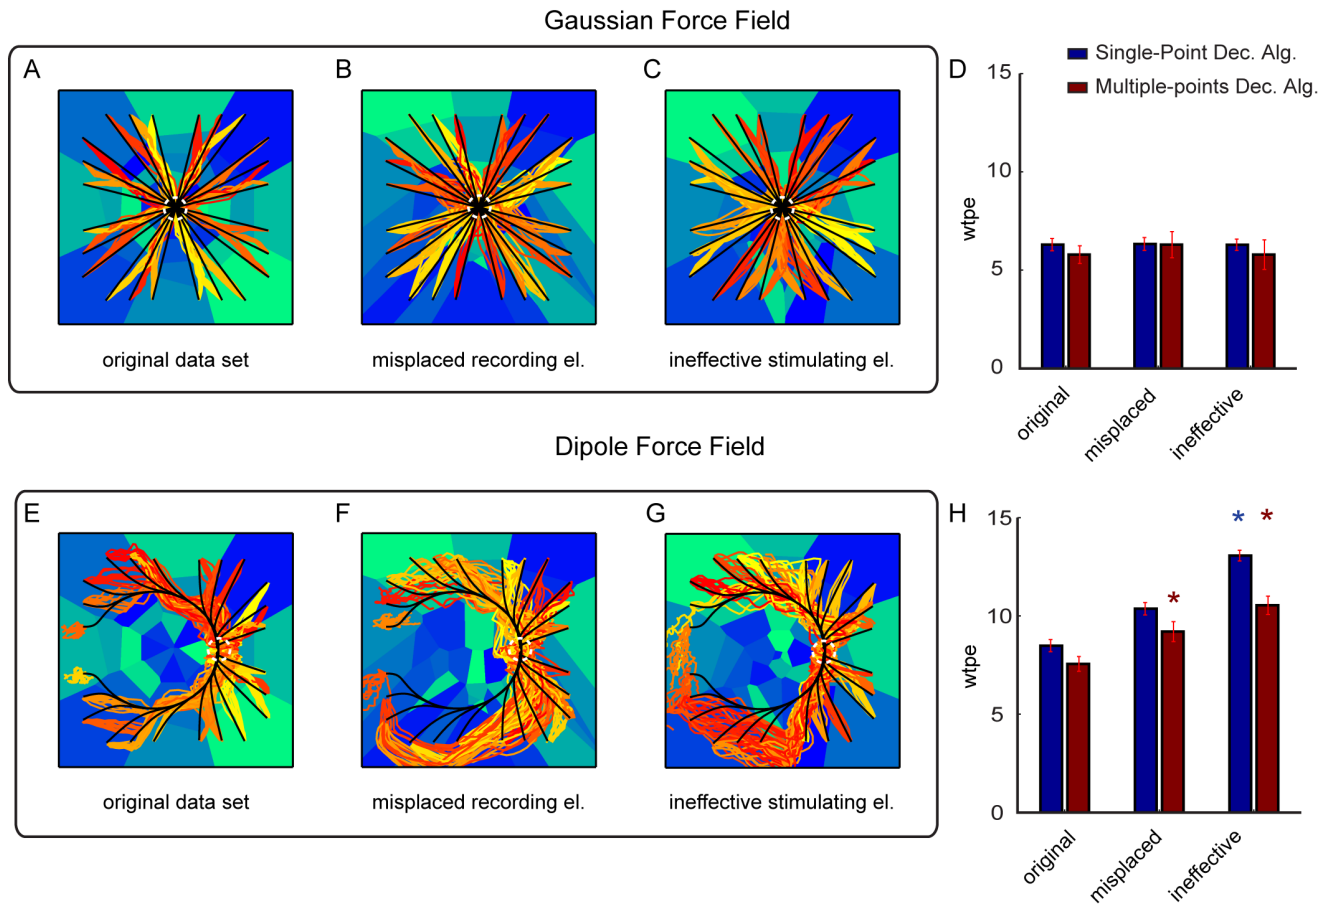 Gaussian Force Field
A
B
C
D
original data set
misplaced recording el.
ineffective stimulating el.
Single-Point Dec. Alg.
Multiple-points Dec. Alg.
15
10
5
0
wtpe
original
misplaced
ineffective
Dipole Force Field
E
F
G
H
original data set
misplaced recording el.
ineffective stimulating el.
15
10
5
0
wtpe
*
*
*
original
misplaced
ineffective